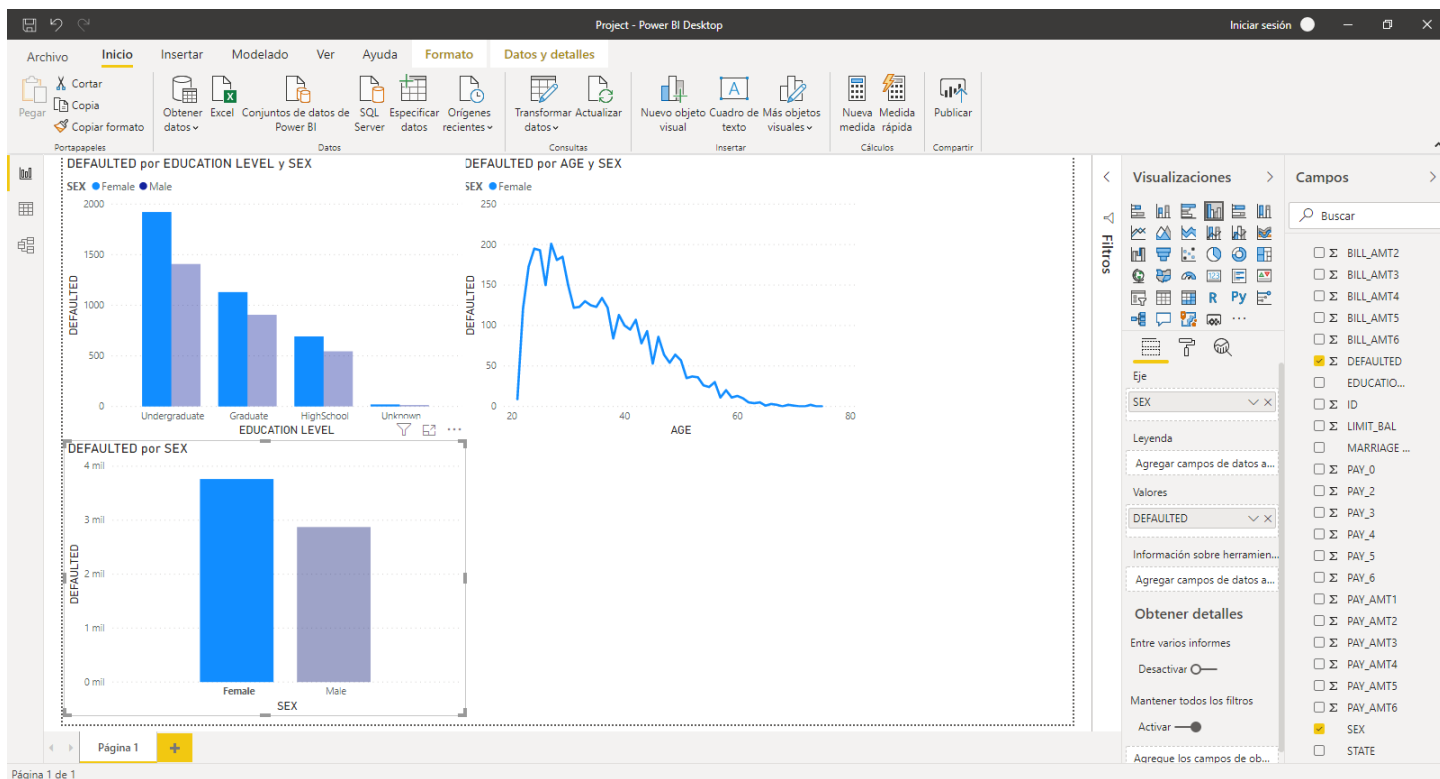 Project - Power BI Desktop
Iniciar sesión
Archivo Inicio Insertar Modelado Ver Ayuda Formato Datos y detalles
Pegar
Cortar
Copia
Copiar formato
Portapapeles
Obtener datos
Excel
Conjuntos de datos de Power BI
SQL Server
Especificar datos
Orígenes recientes
Datos
Transformar datos
Actualizar
Consultas
Nuevo objeto visual
Cuadro de texto
Más objetos visuales
Insertar
Nueva medida
Medida rápida
Cálculos
Publicar
Compartir
DEFAULTED por EDUCATION LEVEL y SEX
SEX Female Male
2000
1500
1000
500
0
DEFAULTED
Undergraduate Graduate HighSchool Unknown
EDUCATION LEVEL
DEFAULTED por AGE y SEX
SEX Female
250
200
150
100
50
0
DEFAULTED
20 40 60 80
AGE
DEFAULTED por SEX
4 mil
3 mil
2 mil
1 mil
0 mil
DEFAULTED
Female Male
SEX
Filtros
Visualizaciones
R Py
123
Eje
SEX
Leyenda
Agregar campos de datos a...
Valores
DEFAULTED
Información sobre herramien...
Agregar campos de datos a...
Obtener detalles
Entre varios informes
Desactivar
Mantener todos los filtros
Activar
Agregue los campos de ob...
Campos
Buscar
Σ BILL_AMT2
Σ BILL_AMT3
Σ BILL_AMT4
Σ BILL_AMT5
Σ BILL_AMT6
Σ DEFAULTED
EDUCATIO...
Σ ID
Σ LIMIT_BAL
MARRIAGE ...
Σ PAY_0
Σ PAY_2
Σ PAY_3
Σ PAY_4
Σ PAY_5
Σ PAY_6
Σ PAY_AMT1
Σ PAY_AMT2
Σ PAY_AMT3
Σ PAY_AMT4
Σ PAY_AMT5
Σ PAY_AMT6
SEX
STATE
Página 1
Página 1 de 1